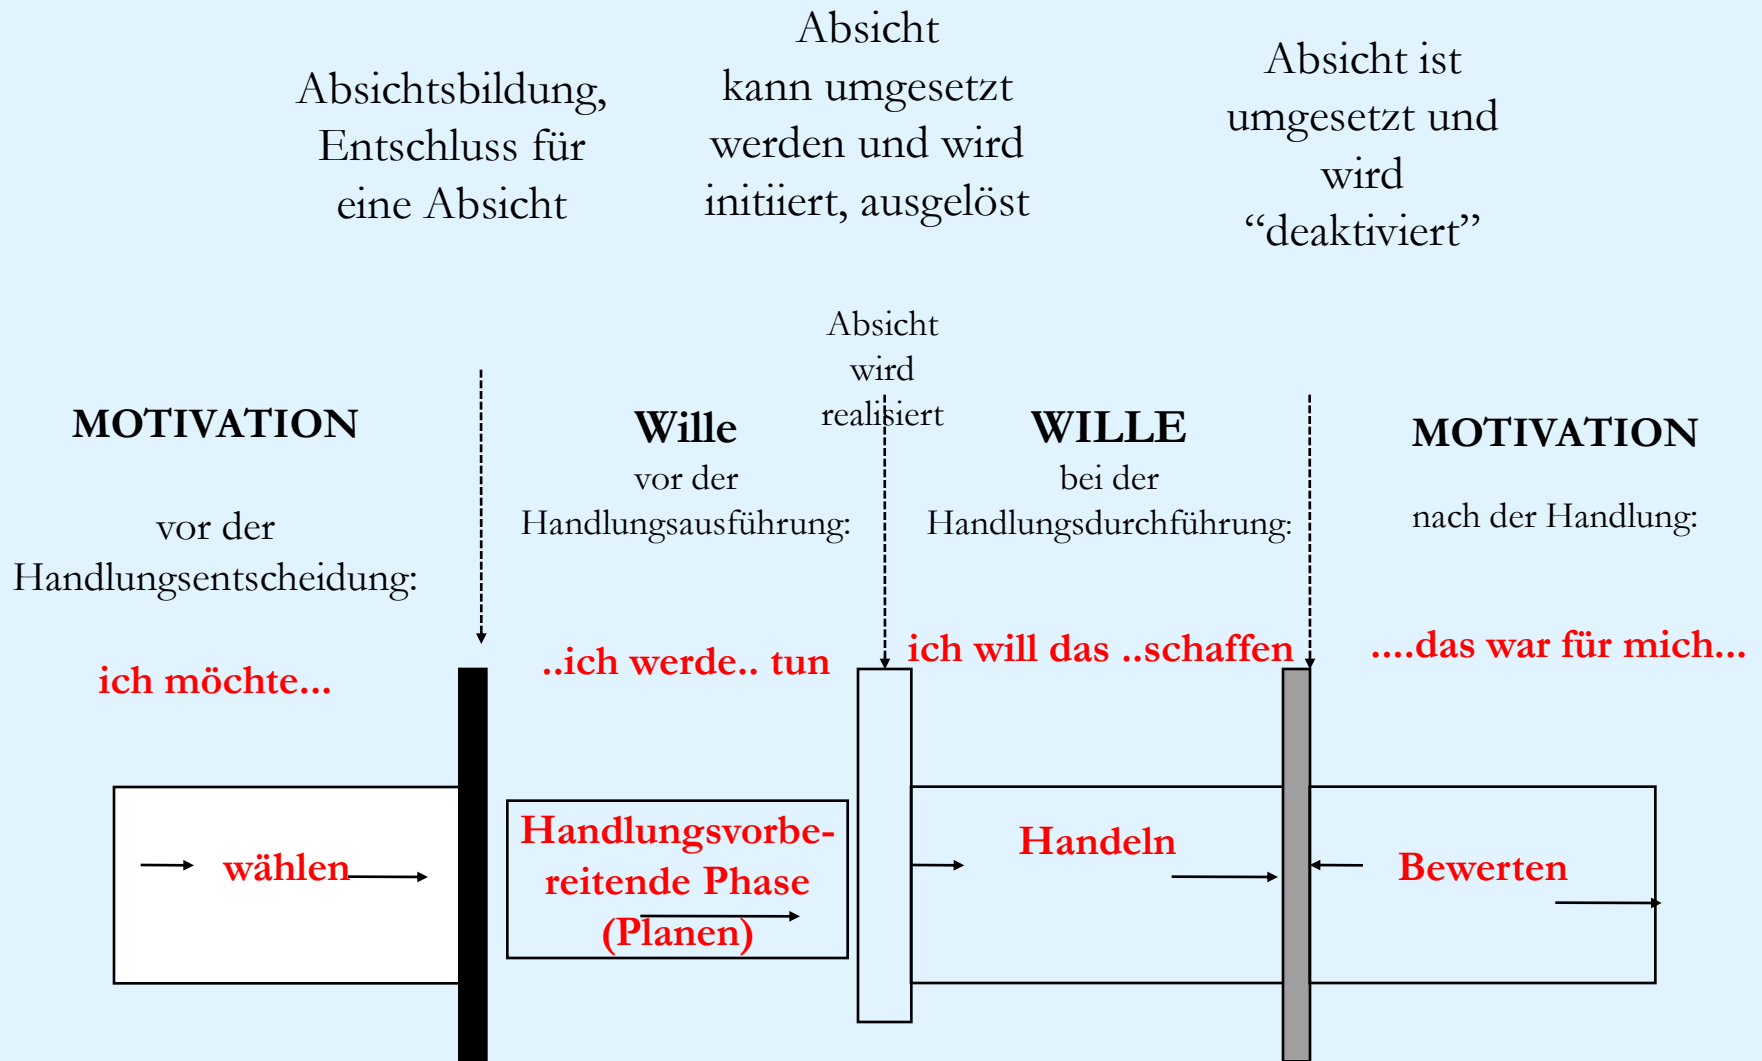 Absichtsbildung,
Entschluss für
eine Absicht
Absicht
kann umgesetzt
werden und wird
initiiert, ausgelöst
Absicht ist
umgesetzt und
wird
“deaktiviert”
Absicht
wird
realisiert
MOTIVATION
vor der
Handlungsentscheidung:
ich möchte...
Wille
vor der
Handlungsausführung:
..ich werde.. tun
WILLE
bei der
Handlungsdurchführung:
ich will das ..schaffen
MOTIVATION
nach der Handlung:
....das war für mich...
wählen
Handlungsvorbe-
reitende Phase
(Planen)
Handeln
Bewerten